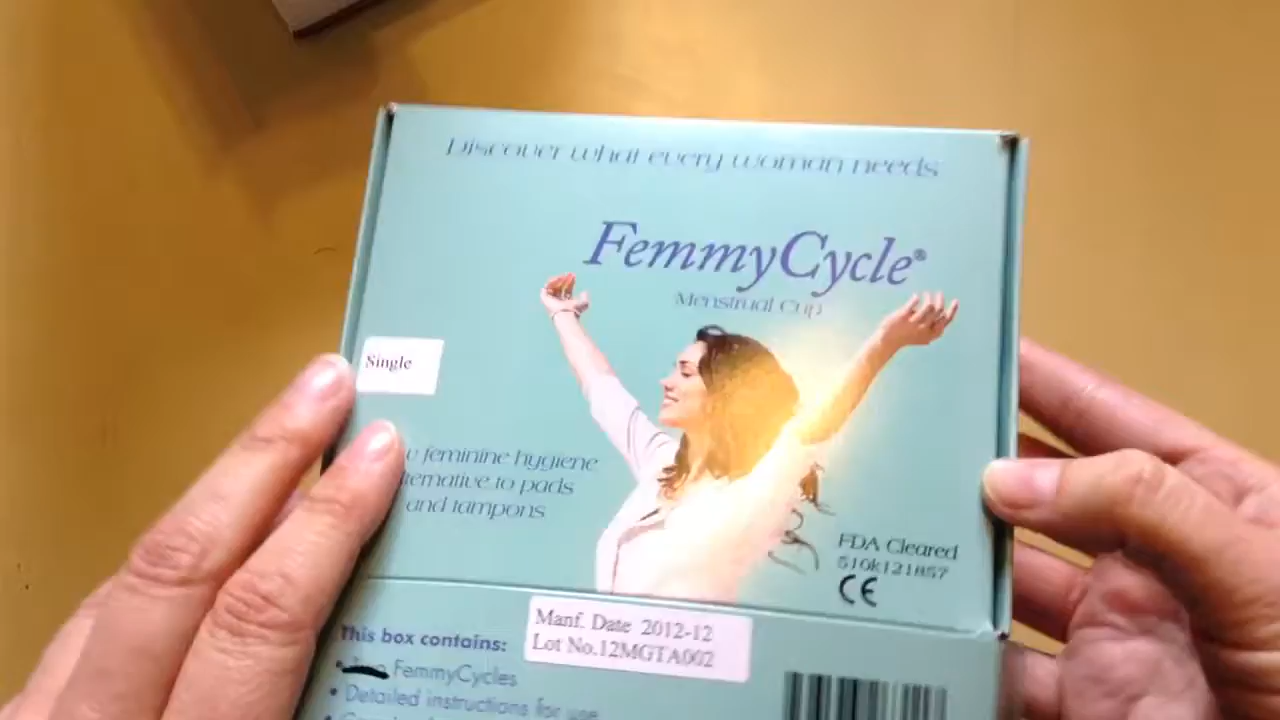 Discover what every woman needs
FemmyCycle®
Menstrual Cup
Single
feminine hygiene
to pads
and tampons
FDA Cleared
510k121857
CE
Manf. Date 2012-12
Lot No.12MGTA002
This box contains:
• FemmyCycles
• Detailed instructions for use